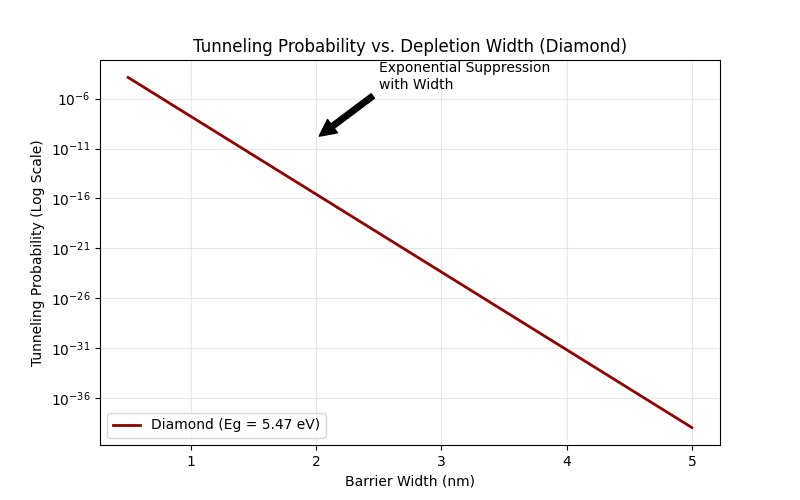 Tunneling Probability vs. Depletion Width (Diamond)
Exponential Suppression
with Width
Tunneling Probability (Log Scale)
10⁻⁶
10⁻¹¹
10⁻¹⁶
10⁻²¹
10⁻²⁶
10⁻³¹
10⁻³⁶
Diamond (Eg = 5.47 eV)
1 2 3 4 5
Barrier Width (nm)